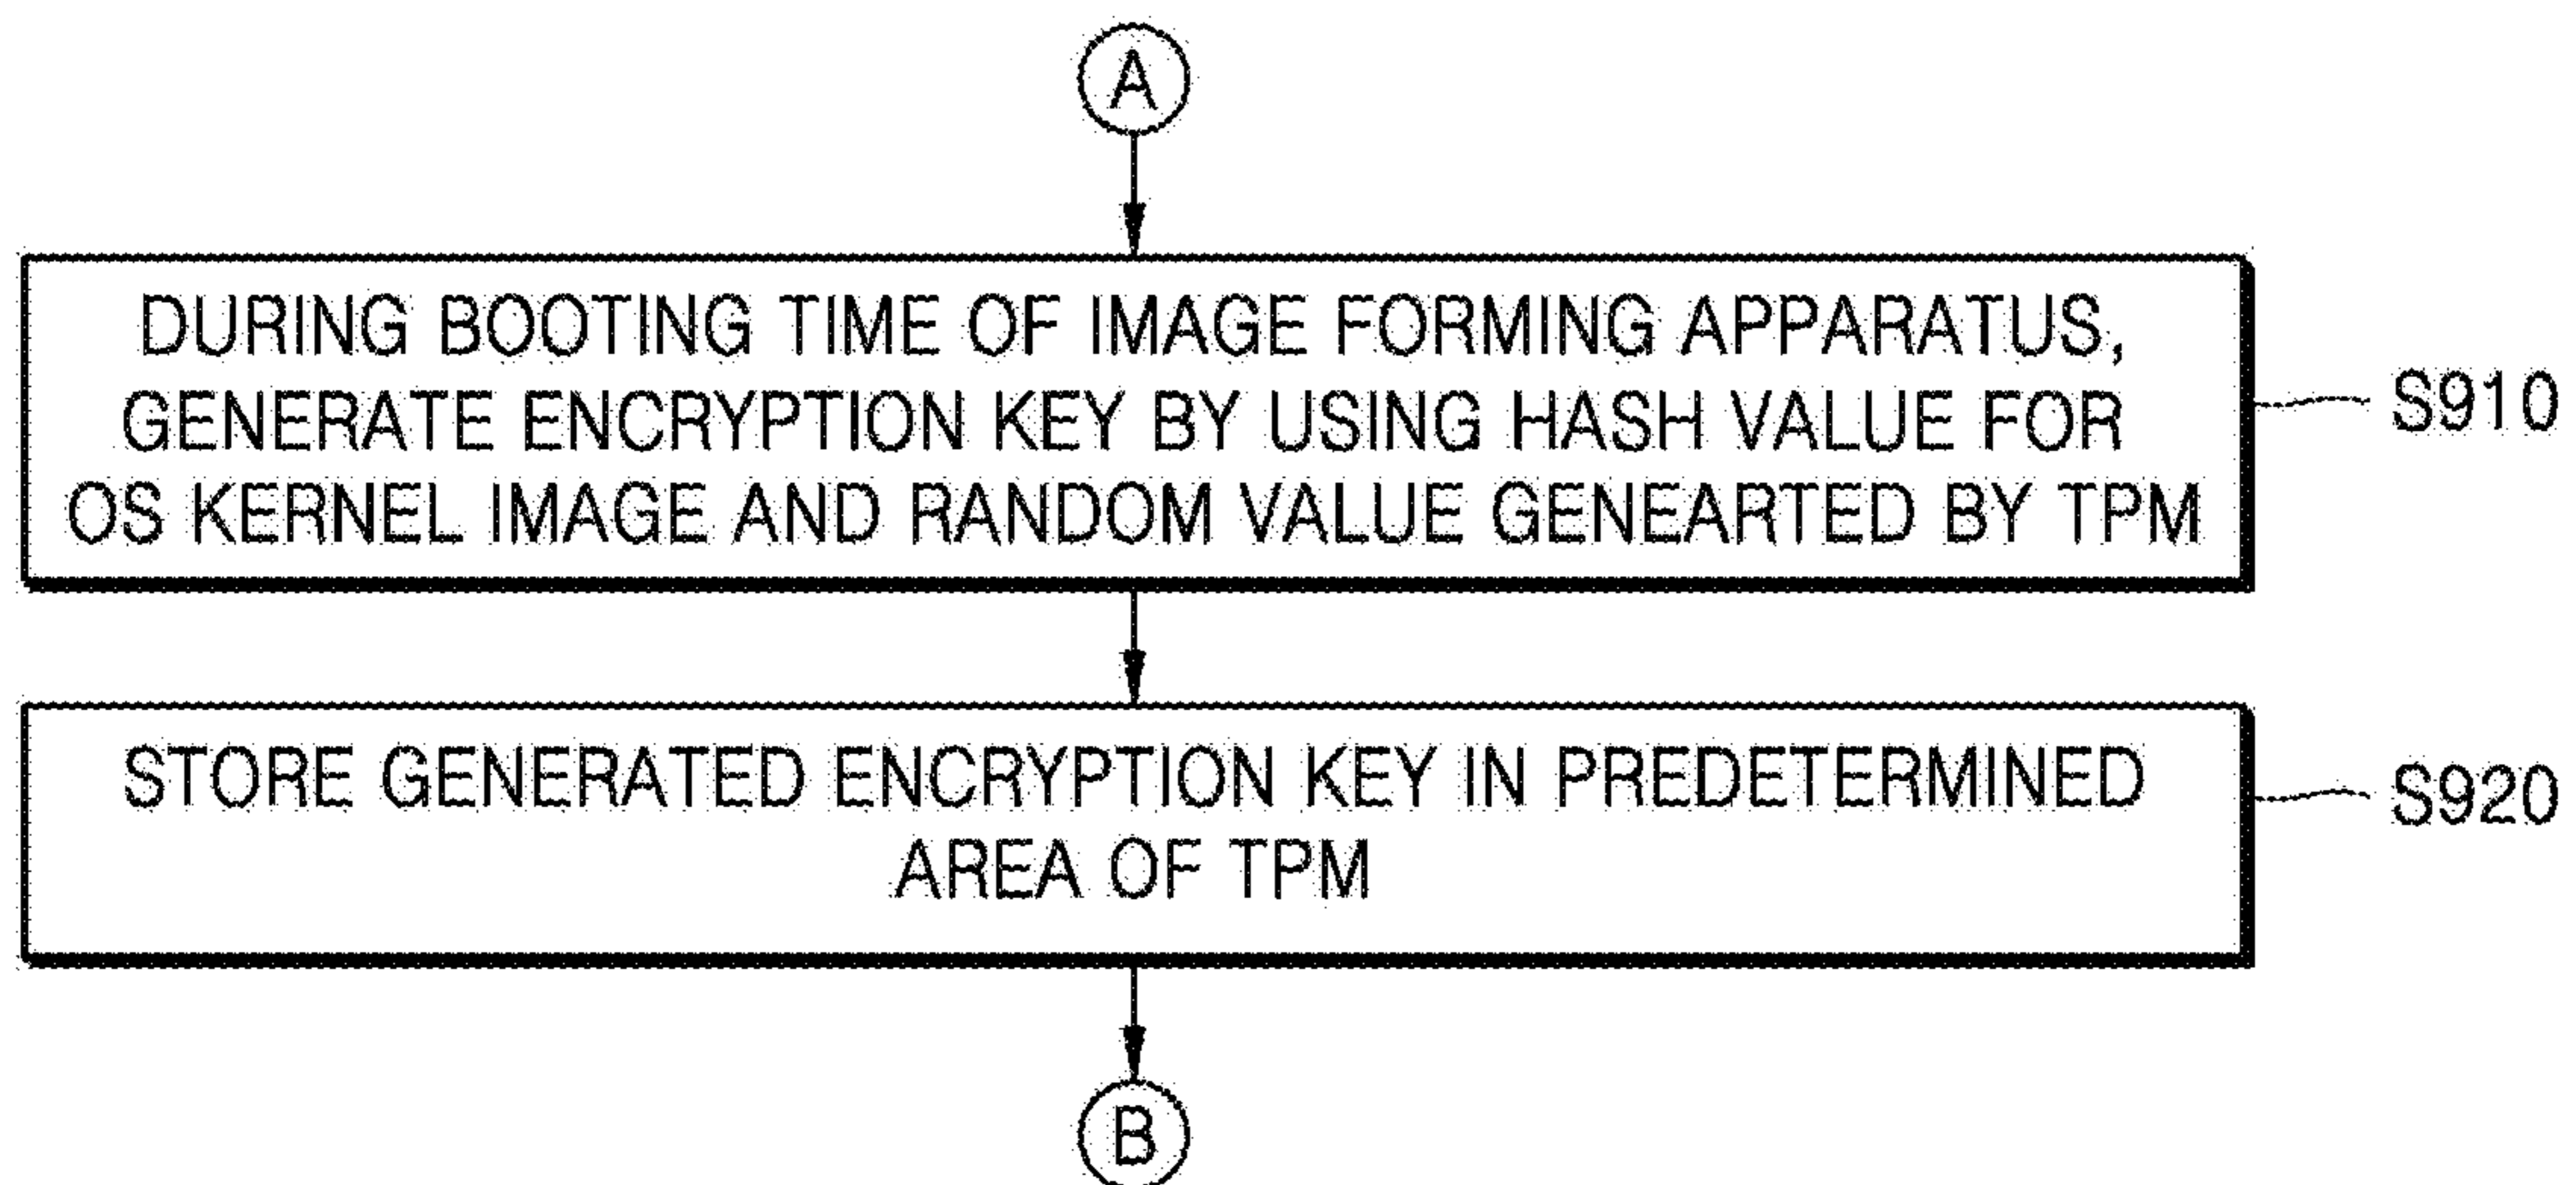 A
DURING BOOTING TIME OF IMAGE FORMING APPARATUS,
GENERATE ENCRYPTION KEY BY USING HASH VALUE FOR
OS KERNEL IMAGE AND RANDOM VALUE GENEARTED BY TPM
S910
STORE GENERATED ENCRYPTION KEY IN PREDETERMINED
AREA OF TPM
S920
B